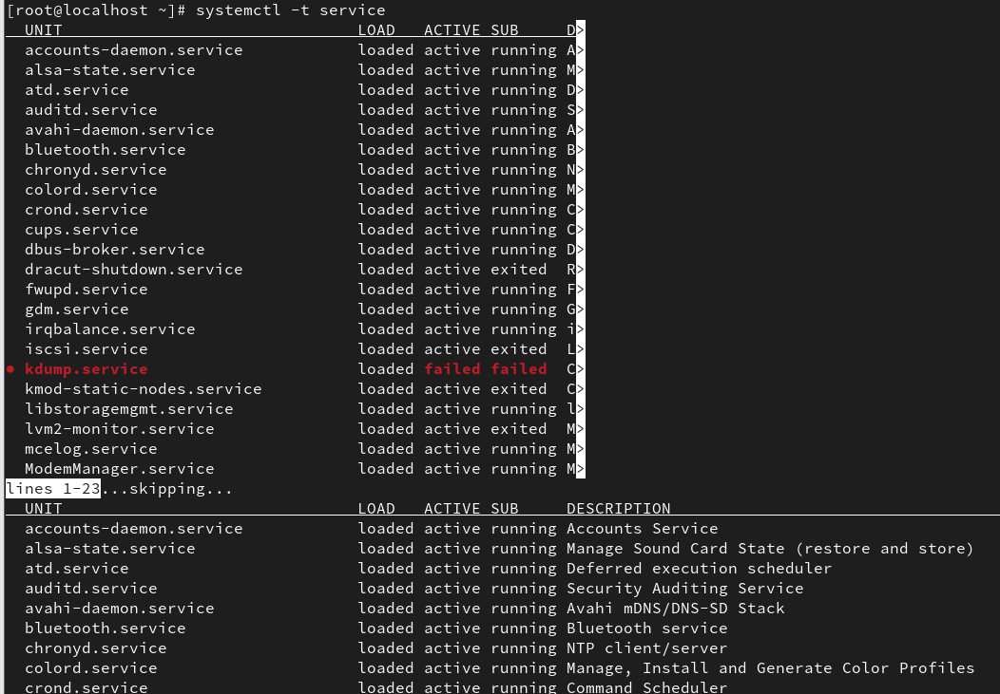 [root@localhost ~]# systemctl -t service
UNIT LOAD ACTIVE SUB D>
accounts-daemon.service loaded active running A>
alsa-state.service loaded active running M>
atd.service loaded active running D>
auditd.service loaded active running S>
avahi-daemon.service loaded active running A>
bluetooth.service loaded active running B>
chronyd.service loaded active running N>
colord.service loaded active running M>
crond.service loaded active running C>
cups.service loaded active running C>
dbus-broker.service loaded active running D>
dracut-shutdown.service loaded active exited R>
fwupd.service loaded active running F>
gdm.service loaded active running G>
irqbalance.service loaded active running i>
iscsi.service loaded active exited L>
● kdump.service loaded failed failed C>
kmod-static-nodes.service loaded active exited C>
libstoragemgmt.service loaded active running l>
lvm2-monitor.service loaded active exited M>
mcelog.service loaded active running M>
ModemManager.service loaded active running M>
lines 1-23...skipping...
UNIT LOAD ACTIVE SUB DESCRIPTION
accounts-daemon.service loaded active running Accounts Service
alsa-state.service loaded active running Manage Sound Card State (restore and store)
atd.service loaded active running Deferred execution scheduler
auditd.service loaded active running Security Auditing Service
avahi-daemon.service loaded active running Avahi mDNS/DNS-SD Stack
bluetooth.service loaded active running Bluetooth service
chronyd.service loaded active running NTP client/server
colord.service loaded active running Manage, Install and Generate Color Profiles
crond.service loaded active running Command Scheduler